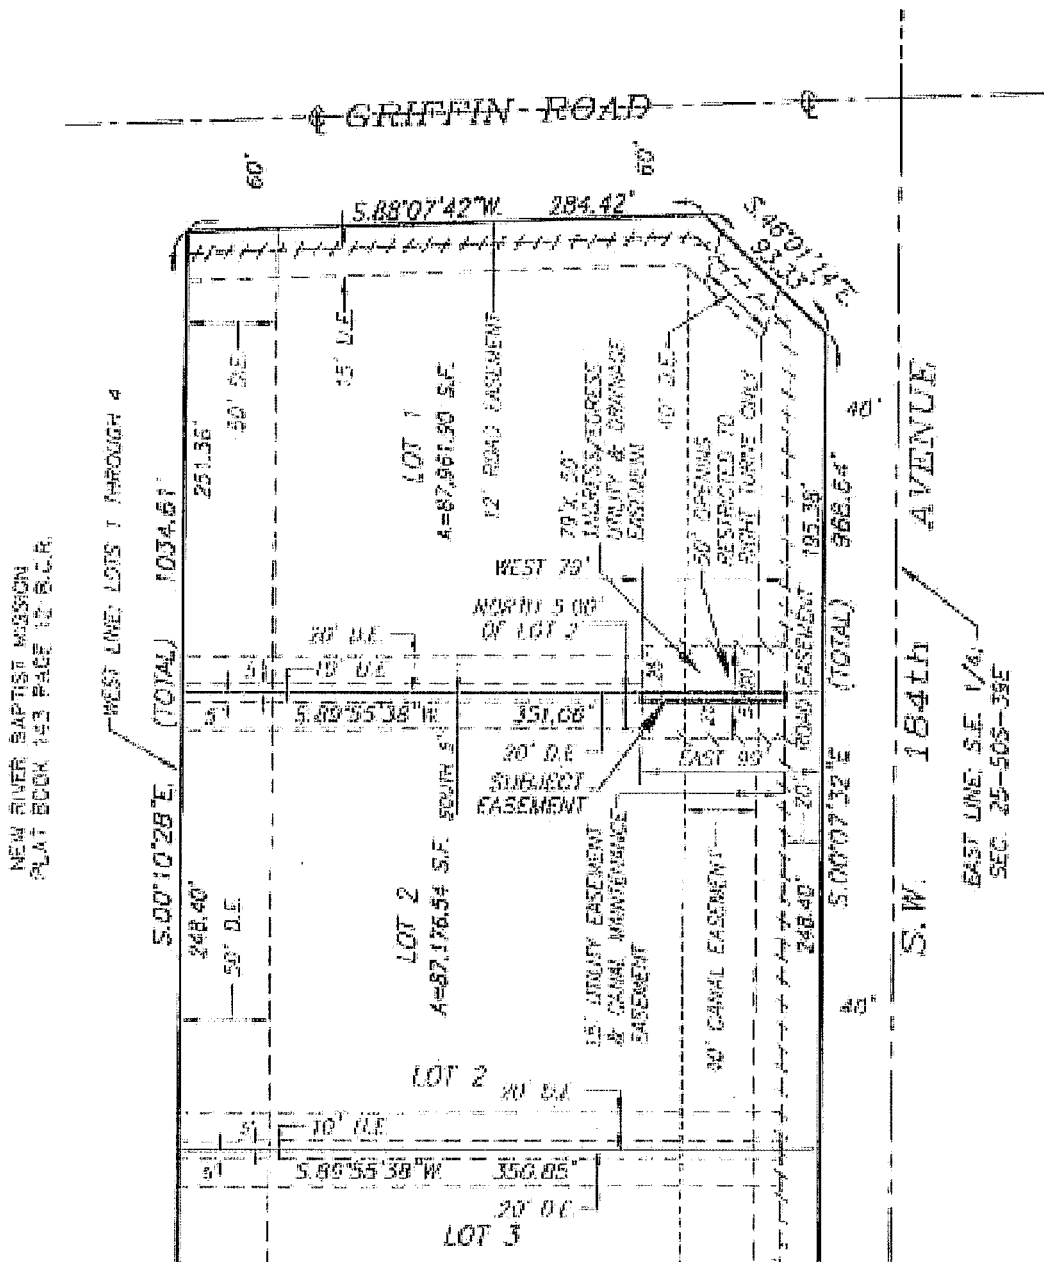 GRIFFIN ROAD
60'
60'
S.88°07'42"W. 284.42'
S.46°01'14"E.
93.33'
15' D.E.
50' D.E.
LOT 1
A=87,961.90 S.F.
12' ROAD EASEMENT
79' X 50'
INGRESS/EGRESS
UTILITY & DRAINAGE
EASEMENT
40' D.E.
50' OPENING
RESTRICTED TO
RIGHT TURNS ONLY
40'
251.36'
WEST LINE: LOTS 1 THROUGH 4
NEW RIVER BAPTIST MISSION
PLAT BOOK 143 PAGE 12 B.C.R.
S.00°10'28"E. (TOTAL) 1034.61'
195.38'
S.00°07'32"E (TOTAL) 968.64'
S.W. 184th AVENUE
EAST LINE; S.E. 1/4,
SEC. 25-50S-39E
WEST 79'
NORTH 5.00'
OF LOT 2
20' D.E.
10' U.E.
5'
5'
S.89°55'38"W. 351.08'
20' D.E.
SUBJECT
EASEMENT
SOUTH 5'
EAST 99'
20' ROAD EASEMENT
LOT 2
A=87,176.54 S.F.
15' UTILITY EASEMENT
& CANAL MAINTENANCE
EASEMENT
40' CANAL EASEMENT
248.40'
50' D.E.
248.40'
40'
LOT 2
20' D.E.
5'
10' U.E.
5'
S.89°55'38"W. 350.85'
20' D.E.
LOT 3